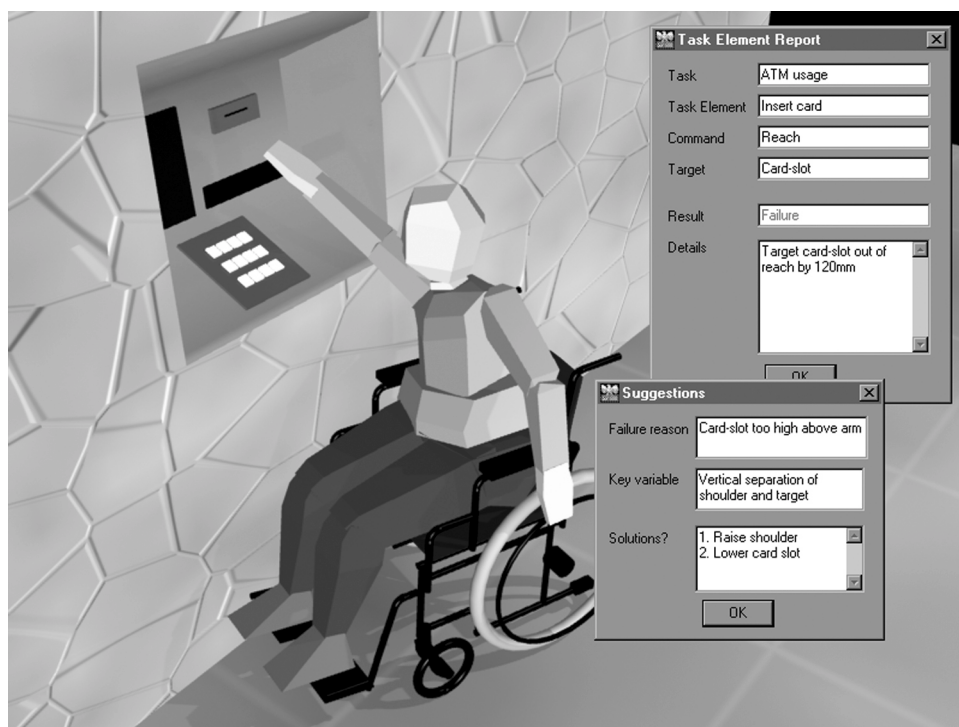 Task Element Report
Task ATM usage
Task Element Insert card
Command Reach
Target Card-slot
Result Failure
Details Target card-slot out of
reach by 120mm
OK
Suggestions
Failure reason Card-slot too high above arm
Key variable Vertical separation of
shoulder and target
Solutions? 1. Raise shoulder
2. Lower card slot
OK